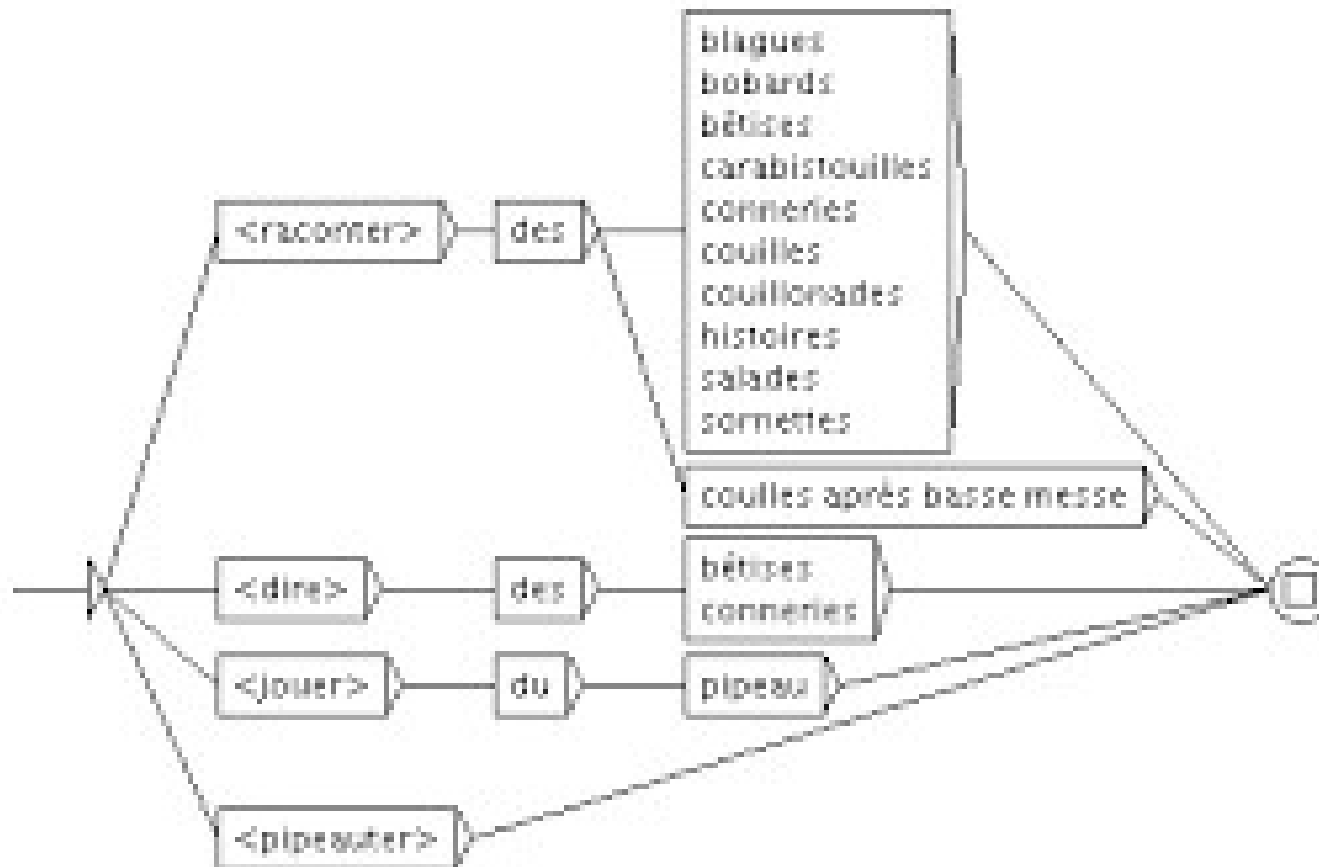 <raconter> des
blagues
bobards
bêtises
carabistouilles
conneries
couilles
couillonades
histoires
salades
sornettes
couilles après basse messe
<dire> des
bêtises
conneries
<jouer> du pipeau
<pipeauter>